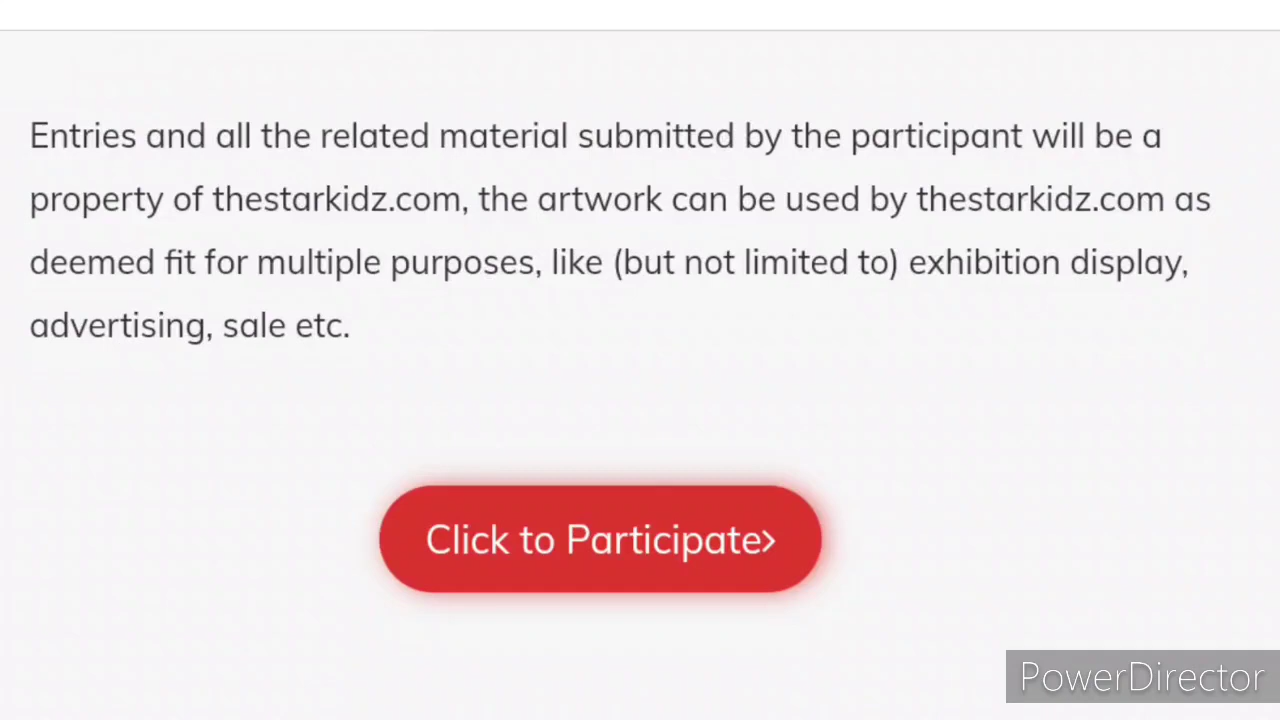 Entries and all the related material submitted by the participant will be a
property of thestarkidz.com, the artwork can be used by thestarkidz.com as
deemed fit for multiple purposes, like (but not limited to) exhibition display,
advertising, sale etc.
Click to Participate>
PowerDirector